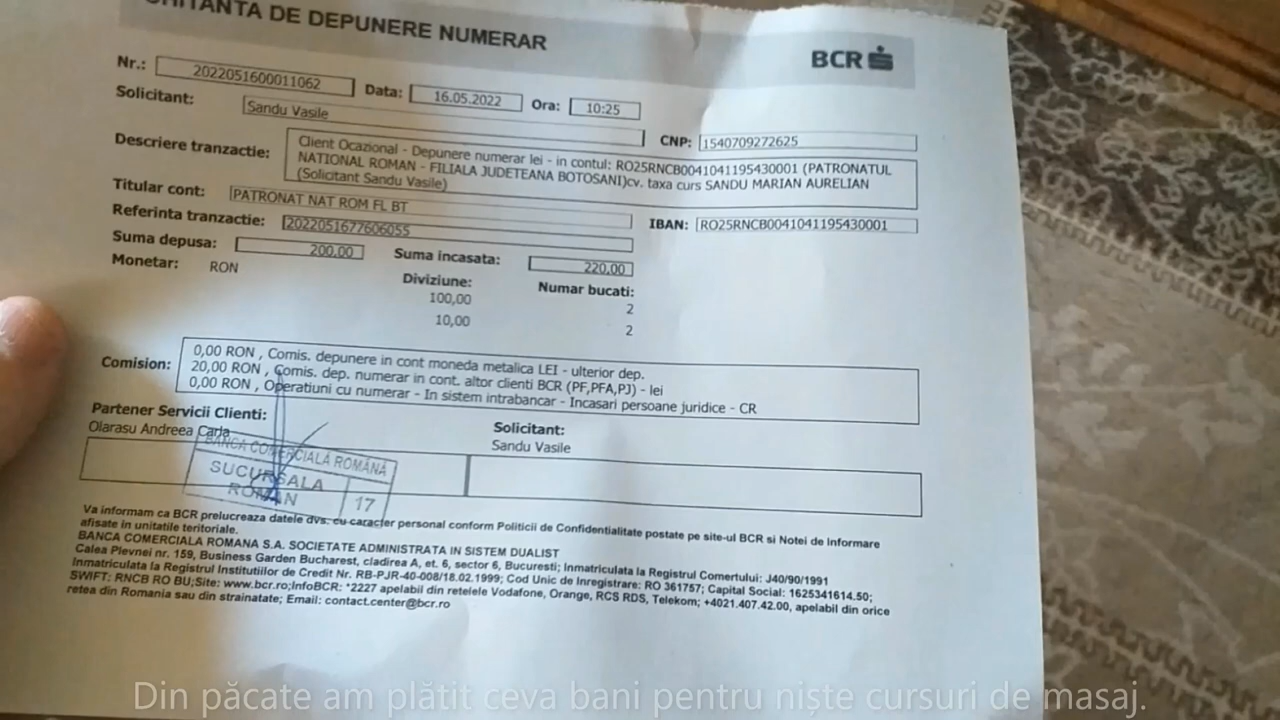 CHITANTA DE DEPUNERE NUMERAR
BCR
Nr.: 2022051600011062 Data: 16.05.2022 Ora: 10:25
Solicitant: Sandu Vasile CNP: 1540709272625
Descriere tranzactie: Client Ocazional - Depunere numerar lei - in contul: RO25RNCB0041041195430001 (PATRONATUL
NATIONAL ROMAN - FILIALA JUDETEANA BOTOSANI)cv. taxa curs SANDU MARIAN AURELIAN
(Solicitant Sandu Vasile)
Titular cont: PATRONAT NAT ROM FL BT IBAN: RO25RNCB0041041195430001
Referinta tranzactie: 2022051677606055
Suma depusa: 200,00 Suma incasata: 220,00
Monetar: RON Diviziune: Numar bucati:
100,00 2
10,00 2
Comision: 0,00 RON , Comis. depunere in cont moneda metalica LEI - ulterior dep.
20,00 RON , Comis. dep. numerar in cont. altor clienti BCR (PF,PFA,PJ) - lei
0,00 RON , Operatiuni cu numerar - In sistem intrabancar - Incasari persoane juridice - CR
Partener Servicii Clienti: Solicitant:
Olarasu Andreea Carla Sandu Vasile
BANCA COMERCIALĂ ROMÂNĂ
SUCURSALA
ROMAN 17
Va informam ca BCR prelucreaza datele dvs. cu caracter personal conform Politicii de Confidentialitate postate pe site-ul BCR si Notei de Informare
afisate in unitatile teritoriale.
BANCA COMERCIALA ROMANA S.A. SOCIETATE ADMINISTRATA IN SISTEM DUALIST
Calea Plevnei nr. 159, Business Garden Bucharest, cladirea A, et. 6, sector 6, Bucuresti; Inmatriculata la Registrul Comertului: J40/90/1991
Inmatriculata la Registrul Institutiilor de Credit Nr. RB-PJR-40-008/18.02.1999; Cod Unic de Inregistrare: RO 361757; Capital Social: 1625341614.50;
SWIFT: RNCB RO BU;Site: www.bcr.ro;InfoBCR: *2227 apelabil din retelele Vodafone, Orange, RCS RDS, Telekom; +4021.407.42.00, apelabil din orice
retea din Romania sau din strainatate; Email: contact.center@bcr.ro
Din păcate am plătit ceva bani pentru niște cursuri de masaj.